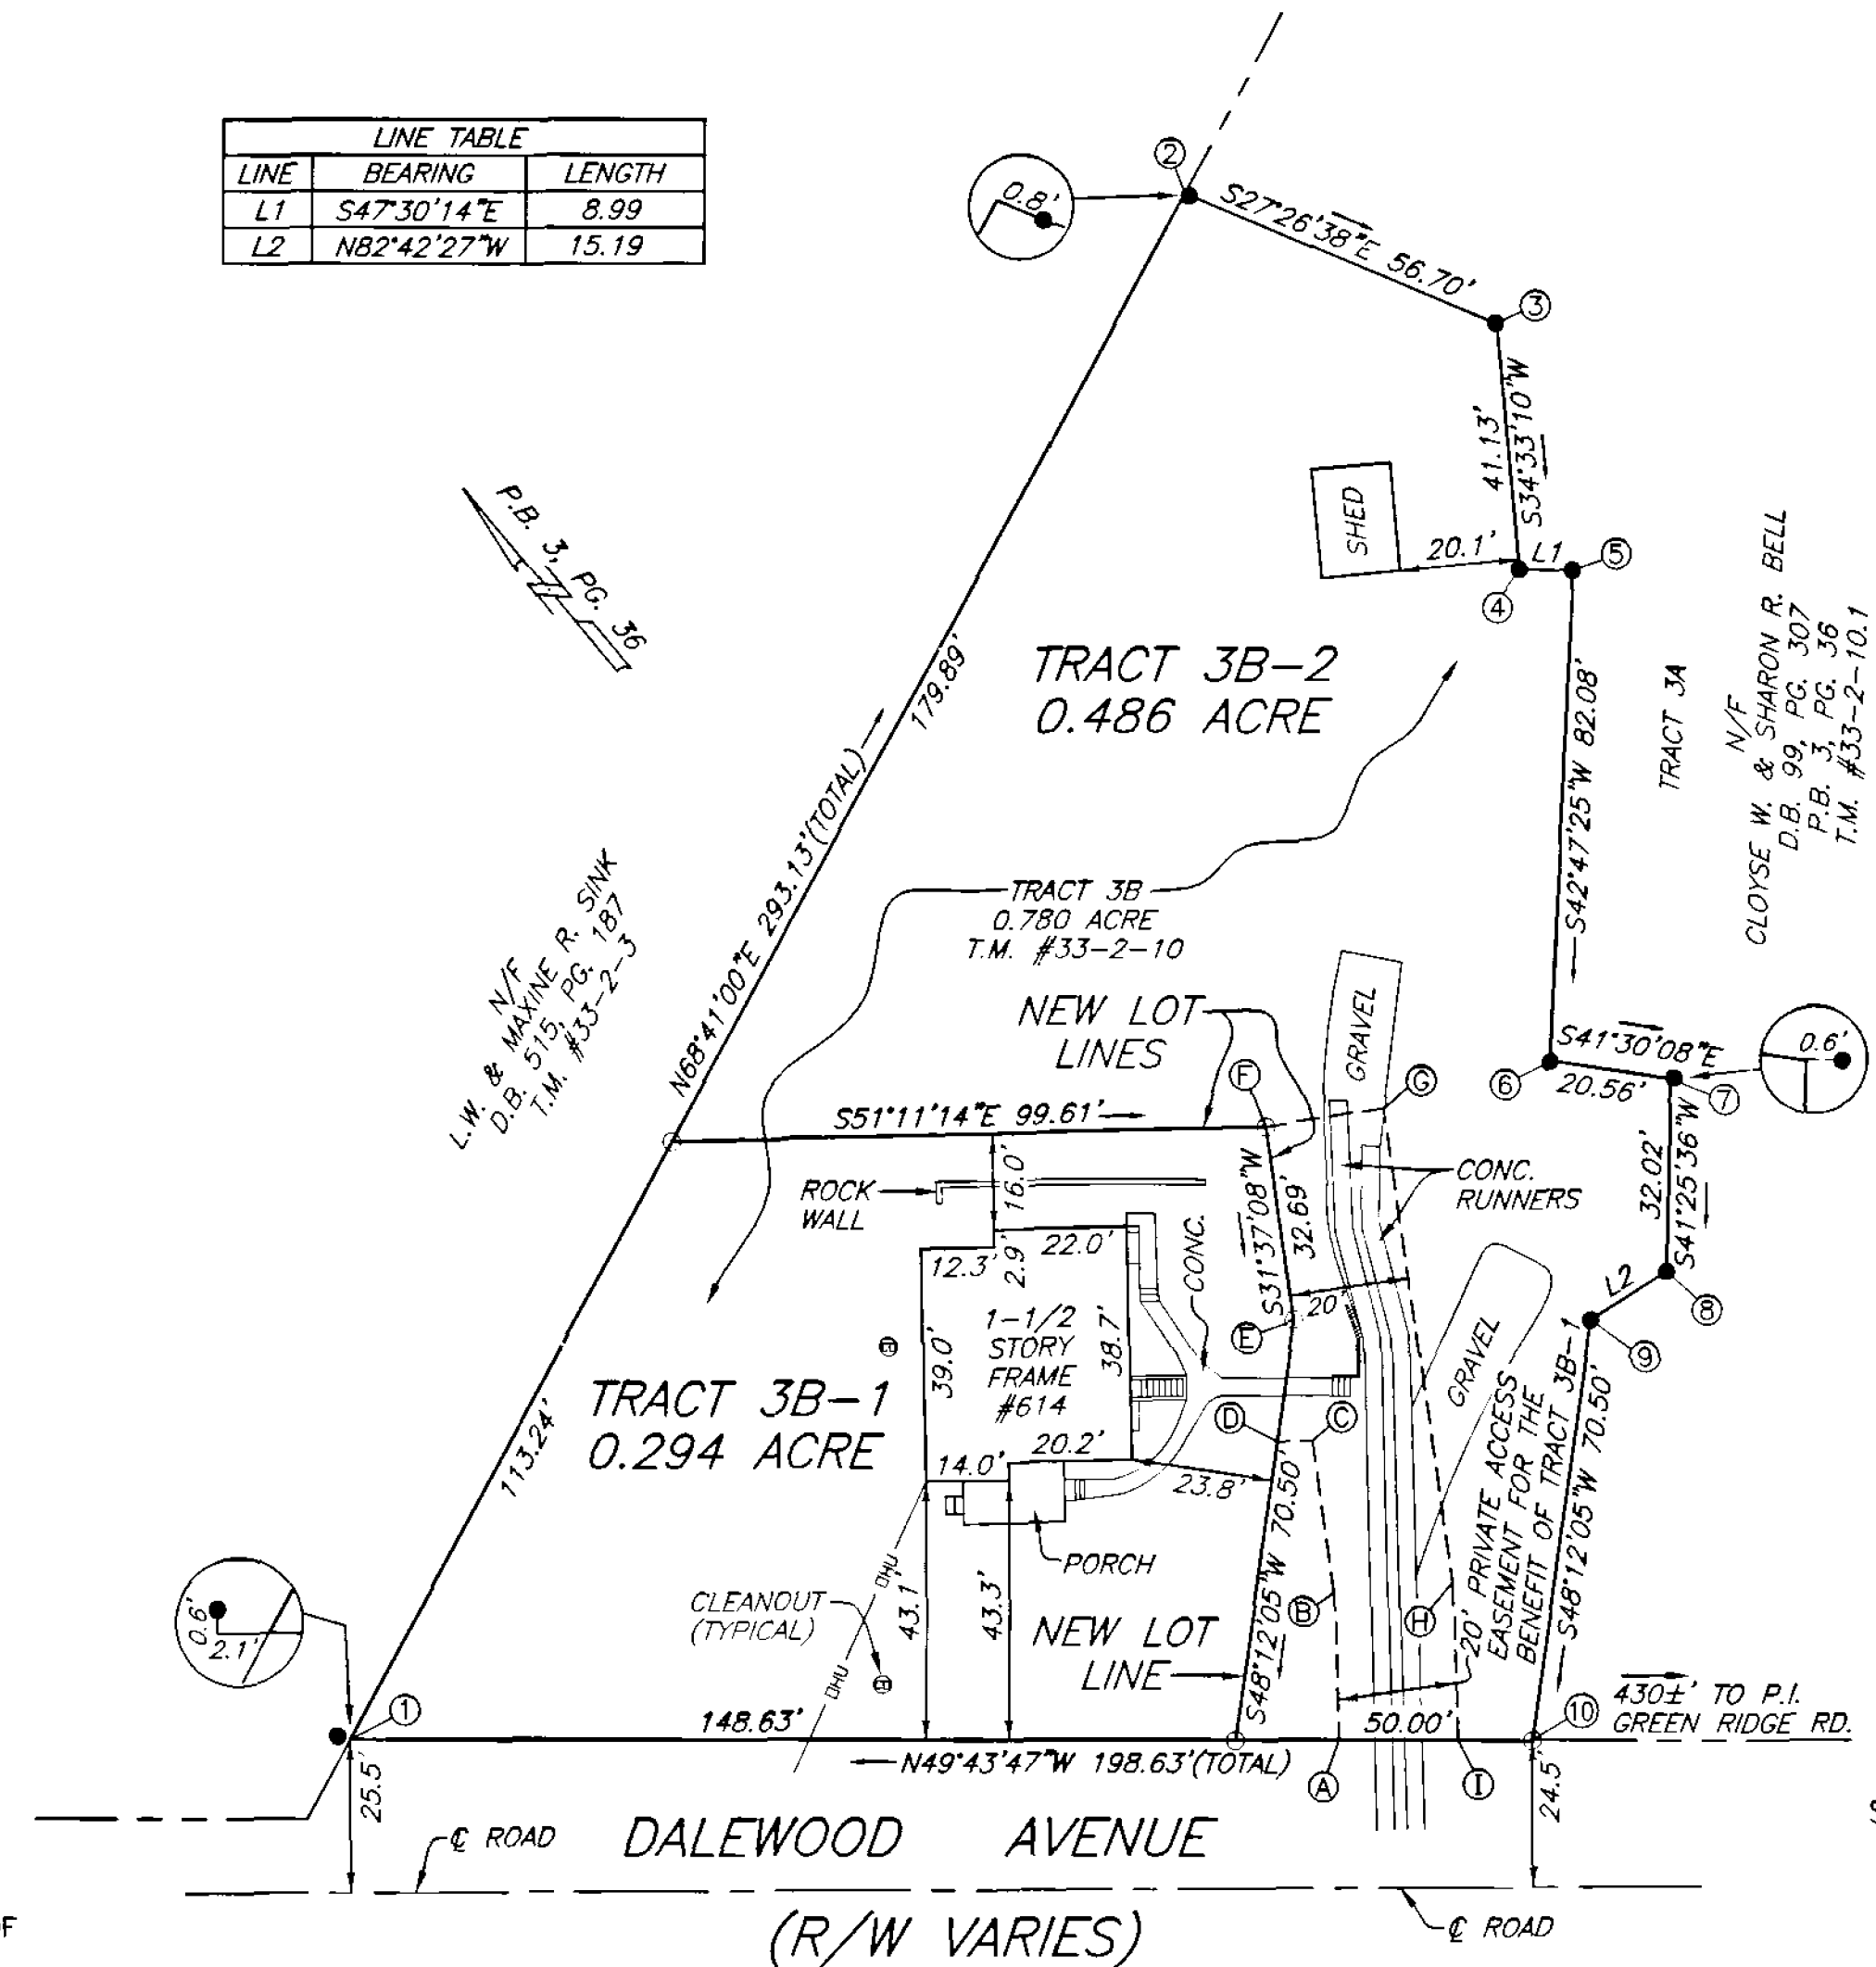 LINE TABLE
LINE BEARING LENGTH
L1 S47°30'14"E 8.99
L2 N82°42'27"W 15.19
2
0.8'
S27°26'38"E 56.70'
3
41.13'
S34°33'10"W
SHED
20.1'
L1
4
5
P.B. 3, PG. 36
TRACT 3B-2
0.486 ACRE
179.89'
N68°41'00"E 293.13'(TOTAL)
S42°47'25"W 82.08'
TRACT 3A
N/F
CLOYSE W. & SHARON R. BELL
D.B. 99, PG. 307
P.B. 3, PG. 36
T.M. #33-2-10.1
N/F
L.W. & MAXINE R. SINK
D.B. 515, PG. 187
T.M. #33-2-3
TRACT 3B
0.780 ACRE
T.M. #33-2-10
NEW LOT
LINES
GRAVEL
F
G
S41°30'08"E
20.56'
6
7
0.6'
S51°11'14"E 99.61'
ROCK
WALL
16.0'
S31°37'08"W
32.69'
CONC.
RUNNERS
32.02'
S41°25'36"W
12.3'
2.9'
22.0'
CONC.
20'
E
L2
8
9
1-1/2
STORY
FRAME
#614
39.0'
38.7'
TRACT 3B-1
0.294 ACRE
113.24'
D
C
GRAVEL
14.0'
20.2'
23.8'
PORCH
S48°12'05"W 70.50'
20' PRIVATE ACCESS
EASEMENT FOR THE
BENEFIT OF TRACT 3B-1
S48°12'05"W 70.50'
CLEANOUT
(TYPICAL)
OHU
OHU
43.1'
43.3'
B
H
NEW LOT
LINE
0.6'
2.1'
1
148.63'
50.00'
10
430±' TO P.I.
GREEN RIDGE RD.
N49°43'47"W 198.63'(TOTAL)
A
I
25.5'
24.5'
℄ ROAD
DALEWOOD AVENUE
(R/W VARIES)
℄ ROAD